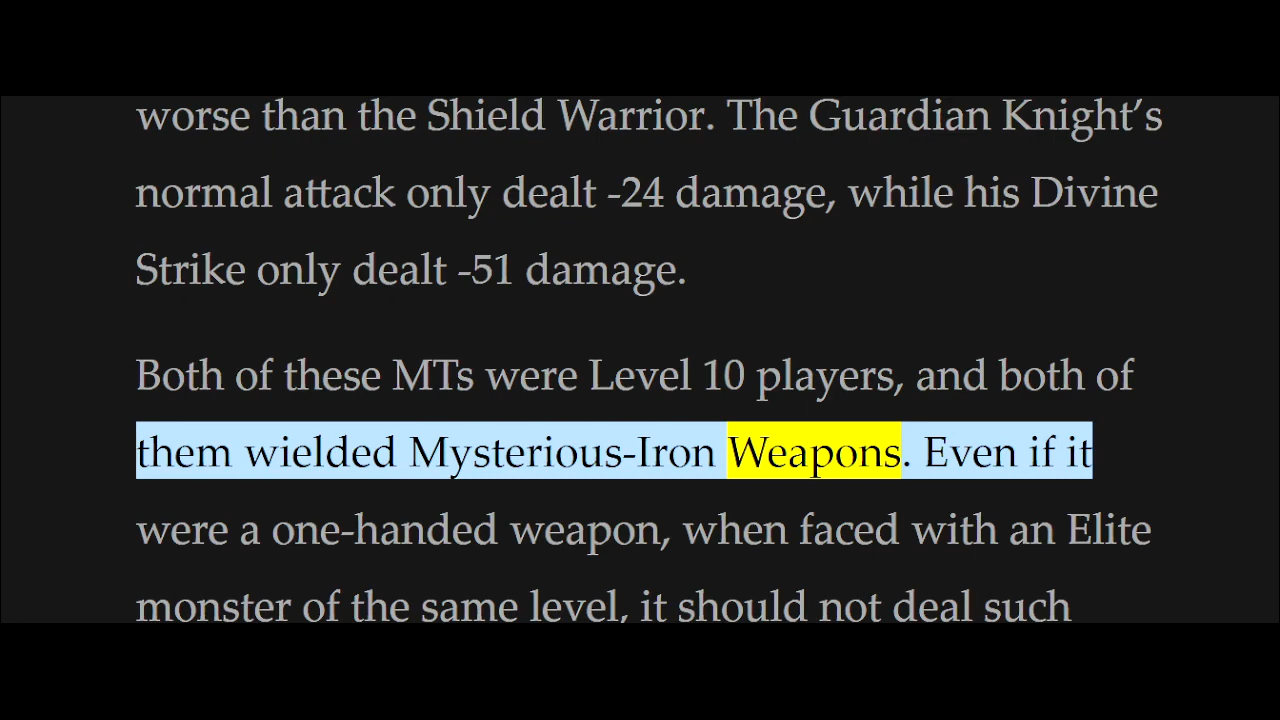 worse than the Shield Warrior. The Guardian Knight’s
normal attack only dealt -24 damage, while his Divine
Strike only dealt -51 damage.
Both of these MTs were Level 10 players, and both of
them wielded Mysterious-Iron Weapons. Even if it
were a one-handed weapon, when faced with an Elite
monster of the same level, it should not deal such